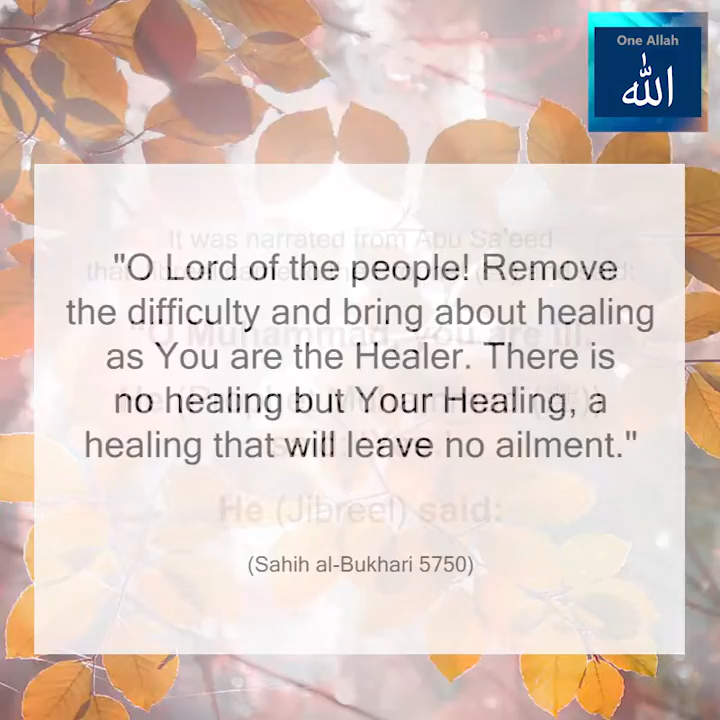 One Allah
الله
It was narrated from Abu Sa'eed
"O Lord of the people! Remove
the difficulty and bring about healing
as You are the Healer. There is
no healing but Your Healing, a
healing that will leave no ailment."
He (Jibreel) said:
(Sahih al-Bukhari 5750)